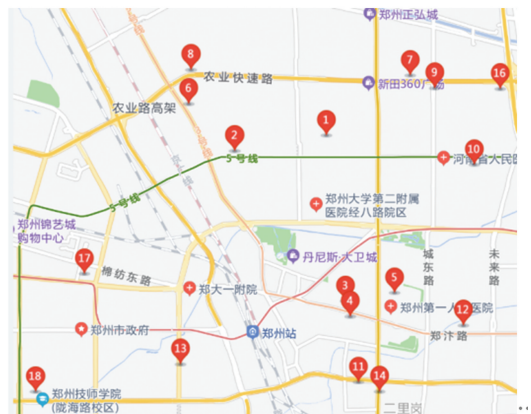 郑州正弘城
8
7
9
16
农业快速路
新田360广场
6
农业路高架
1
2
10
5号线
河南省人民医
5号线
郑州大学第二附属
医院经八路院区
郑州锦艺城
购物中心
丹尼斯·大卫城
城东路
未来路
17
棉纺东路
郑大一附院
3
5
4
郑州第一人民医院
12
郑州市政府
郑州站
郑汴路
13
11
14
18
郑州技师学院
(陇海路校区)
二里岗